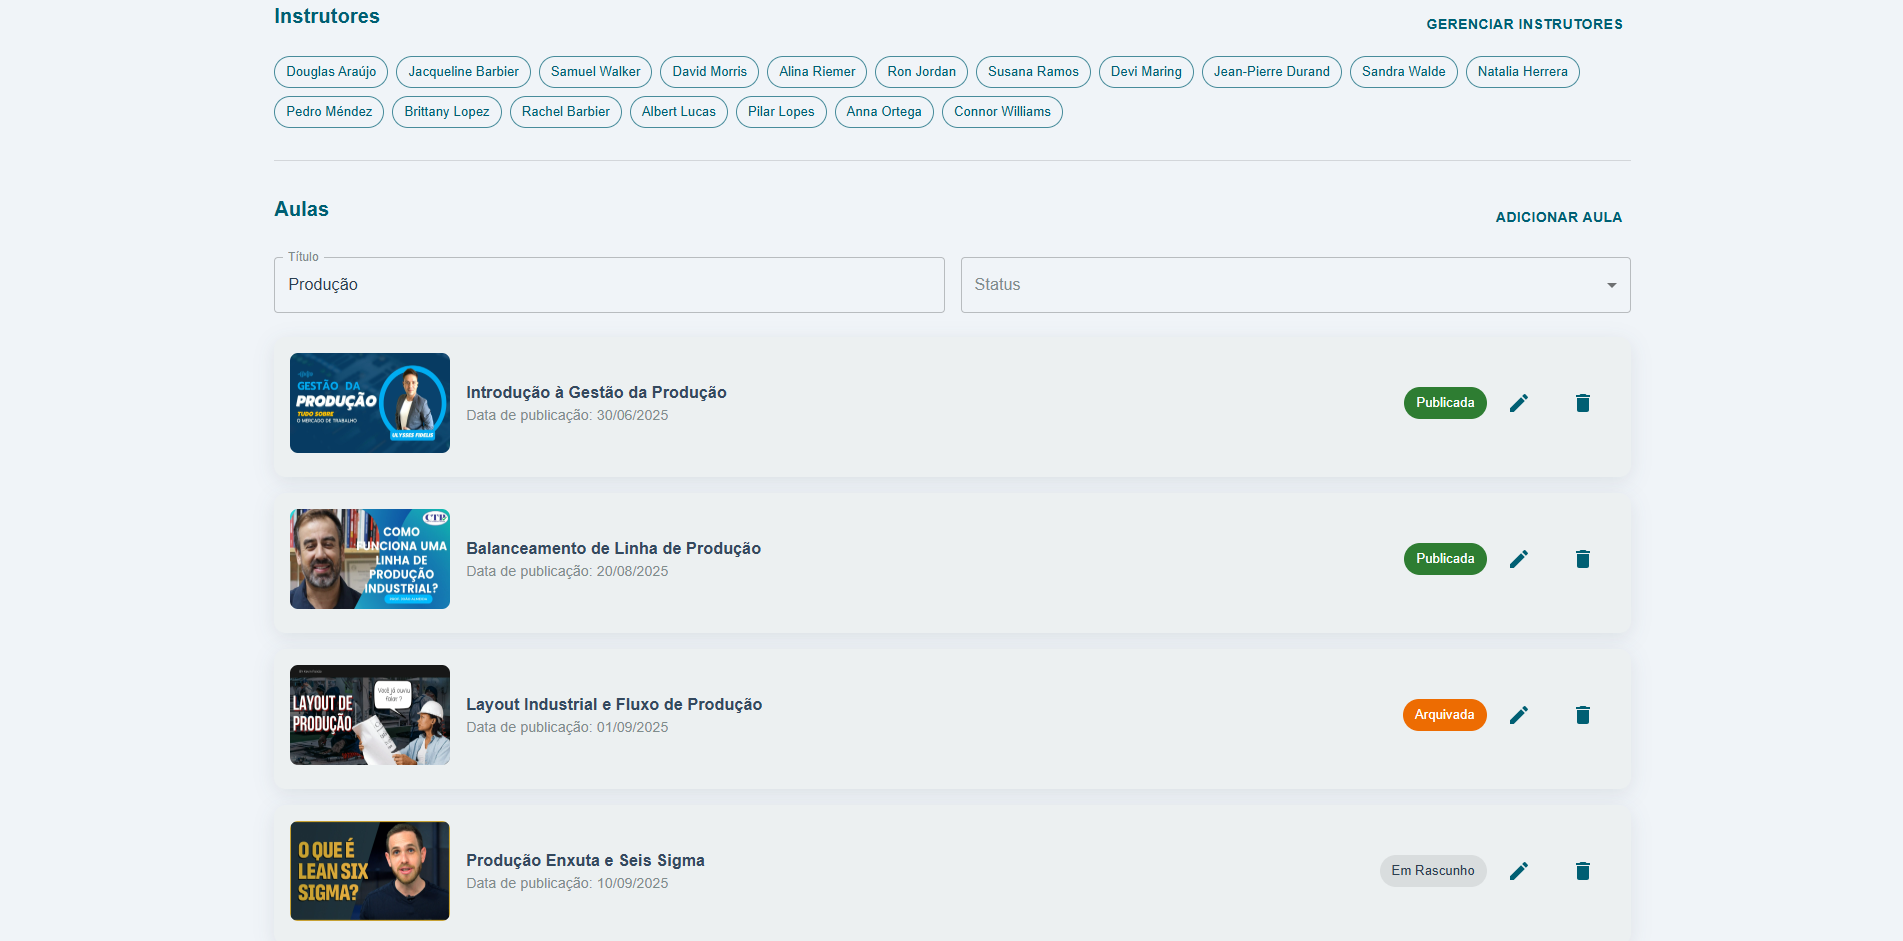 Instrutores
GERENCIAR INSTRUTORES
Douglas Araújo
Jacqueline Barbier
Samuel Walker
David Morris
Alina Riemer
Ron Jordan
Susana Ramos
Devi Maring
Jean-Pierre Durand
Sandra Walde
Natalia Herrera
Pedro Méndez
Brittany Lopez
Rachel Barbier
Albert Lucas
Pilar Lopes
Anna Ortega
Connor Williams
Aulas
ADICIONAR AULA
Título
Produção
Status
GESTÃO DA
PRODUÇÃO
TUDO SOBRE
O MERCADO DE TRABALHO
ULYSSES FIDELIS
Introdução à Gestão da Produção
Data de publicação: 30/06/2025
Publicada
CTB
COMO
FUNCIONA UMA
LINHA DE
PRODUÇÃO
INDUSTRIAL?
Balanceamento de Linha de Produção
Data de publicação: 20/08/2025
Publicada
LAYOUT DE
PRODUÇÃO
Você já ouviu
falar ?
Layout Industrial e Fluxo de Produção
Data de publicação: 01/09/2025
Arquivada
O QUE É
LEAN SIX
SIGMA?
Produção Enxuta e Seis Sigma
Data de publicação: 10/09/2025
Em Rascunho